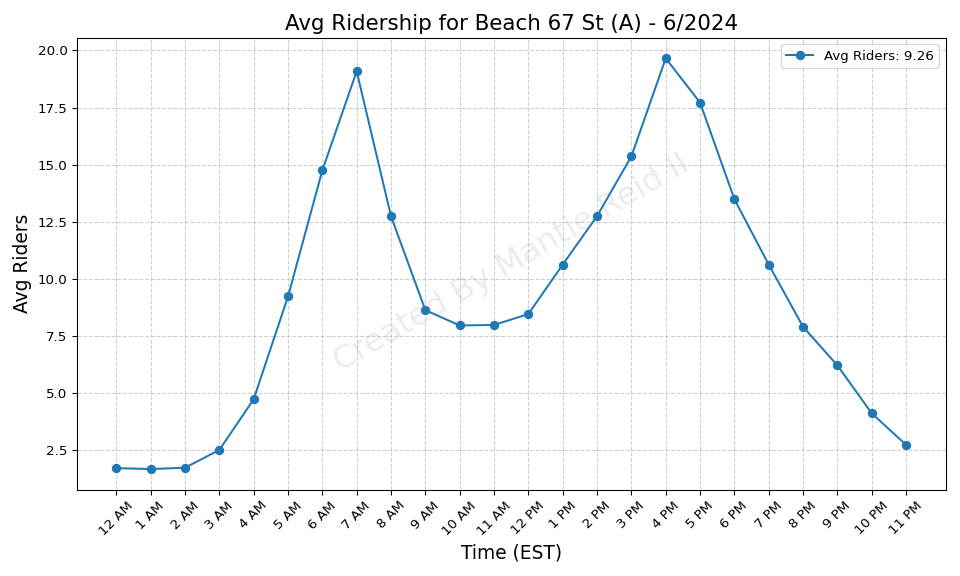 Avg Ridership for Beach 67 St (A) - 6/2024
Avg Riders: 9.26
20.0
17.5
15.0
12.5
10.0
7.5
5.0
2.5
Avg Riders
Created By Mantie Reid II
12 AM
1 AM
2 AM
3 AM
4 AM
5 AM
6 AM
7 AM
8 AM
9 AM
10 AM
11 AM
12 PM
1 PM
2 PM
3 PM
4 PM
5 PM
6 PM
7 PM
8 PM
9 PM
10 PM
11 PM
Time (EST)